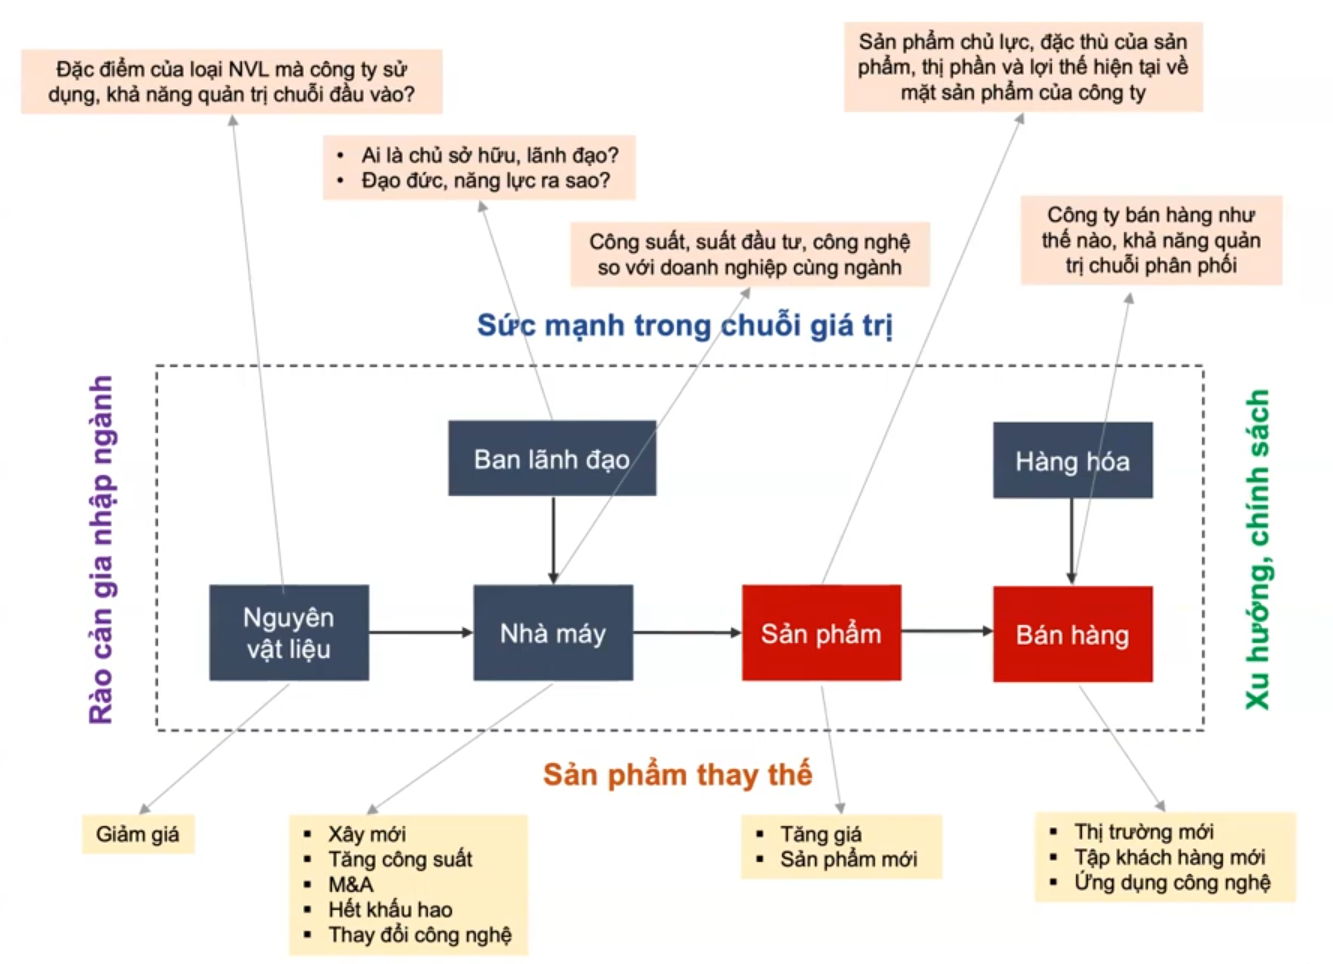 Sản phẩm chủ lực, đặc thù của sản
phẩm, thị phần và lợi thế hiện tại về
mặt sản phẩm của công ty
Đặc điểm của loại NVL mà công ty sử
dụng, khả năng quản trị chuỗi đầu vào?
• Ai là chủ sở hữu, lãnh đạo?
• Đạo đức, năng lực ra sao?
Công ty bán hàng như
thế nào, khả năng quản
trị chuỗi phân phối
Công suất, suất đầu tư, công nghệ
so với doanh nghiệp cùng ngành
Sức mạnh trong chuỗi giá trị
Rào cản gia nhập ngành
Xu hướng, chính sách
Ban lãnh đạo
Hàng hóa
Nguyên
vật liệu
Nhà máy
Sản phẩm
Bán hàng
Sản phẩm thay thế
Giảm giá
▪ Xây mới
▪ Tăng công suất
▪ M&A
▪ Hết khấu hao
▪ Thay đổi công nghệ
▪ Tăng giá
▪ Sản phẩm mới
▪ Thị trường mới
▪ Tập khách hàng mới
▪ Ứng dụng công nghệ